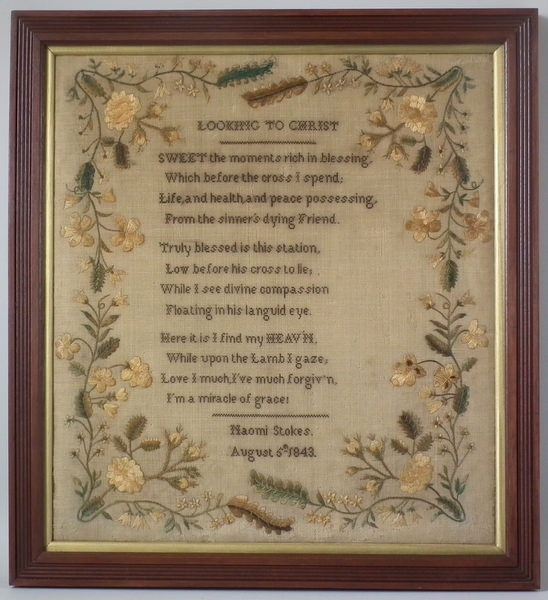 LOOKING TO CHRIST
SWEET the moments rich in blessing,
Which before the cross I spend;
Life, and health, and peace possessing,
From the sinner's dying Friend.
Truly blessed is this station,
Low before his cross to lie;
While I see divine compassion
Floating in his languid eye.
Here it is I find my HEAV'N,
While upon the Lamb I gaze;
Love I much, I've much forgiv'n,
I'm a miracle of grace!
Naomi Stokes.
August 5th 1843.